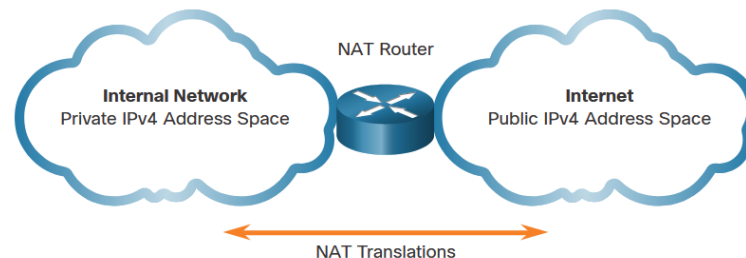 NAT Router
Internal Network
Private IPv4 Address Space
Internet
Public IPv4 Address Space
NAT Translations